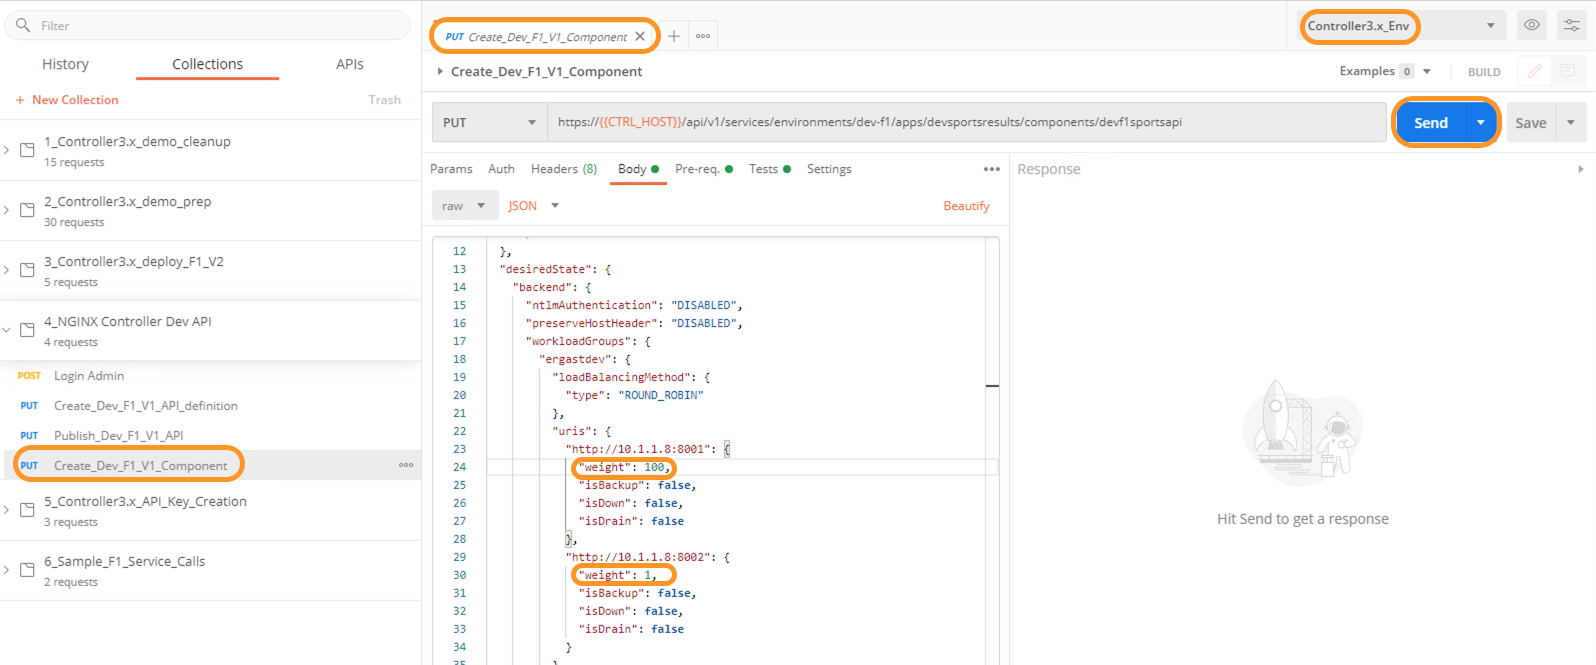 Filter
History Collections APIs
+ New Collection Trash
1_Controller3.x_demo_cleanup
15 requests
2_Controller3.x_demo_prep
30 requests
3_Controller3.x_deploy_F1_V2
5 requests
4_NGINX Controller Dev API
4 requests
POST Login Admin
PUT Create_Dev_F1_V1_API_definition
PUT Publish_Dev_F1_V1_API
PUT Create_Dev_F1_V1_Component
5_Controller3.x_API_Key_Creation
3 requests
6_Sample_F1_Service_Calls
2 requests
PUT Create_Dev_F1_V1_Component
Controller3.x_Env
Create_Dev_F1_V1_Component
Examples 0 BUILD
PUT https://{{CTRL_HOST}}/api/v1/services/environments/dev-f1/apps/devsportsresults/components/devf1sportsapi
Send Save
Params Auth Headers (8) Body Pre-req. Tests Settings
raw JSON Beautify
12 },
13 "desiredState": {
14 "backend": {
15 "ntlmAuthentication": "DISABLED",
16 "preserveHostHeader": "DISABLED",
17 "workloadGroups": {
18 "ergastdev": {
19 "loadBalancingMethod": {
20 "type": "ROUND_ROBIN"
21 },
22 "uris": {
23 "http://10.1.1.8:8001": {
24 "weight": 100,
25 "isBackup": false,
26 "isDown": false,
27 "isDrain": false
28 },
29 "http://10.1.1.8:8002": {
30 "weight": 1,
31 "isBackup": false,
32 "isDown": false,
33 "isDrain": false
34 }
35 }
Response
Hit Send to get a response